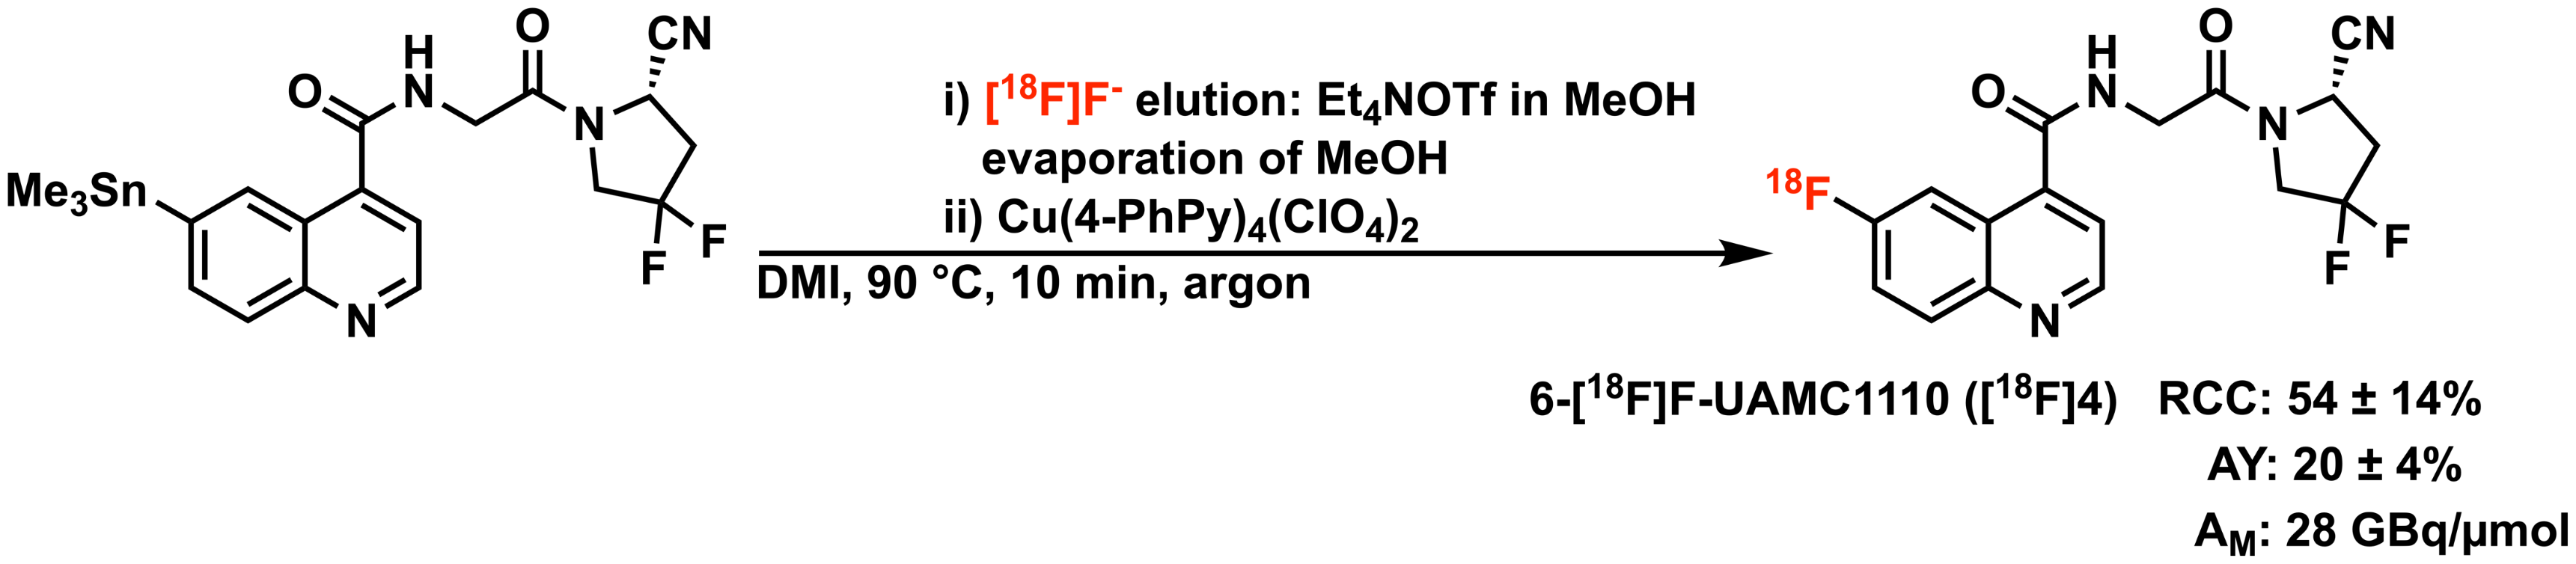 O
H
N
O
N
CN
Me₃Sn
F
F
N
i) [¹⁸F]F⁻ elution: Et₄NOTf in MeOH
evaporation of MeOH
ii) Cu(4-PhPy)₄(ClO₄)₂
DMI, 90 °C, 10 min, argon
O
H
N
O
N
CN
¹⁸F
F
F
N
6-[¹⁸F]F-UAMC1110 ([¹⁸F]4) RCC: 54 ± 14%
AY: 20 ± 4%
A_M: 28 GBq/µmol